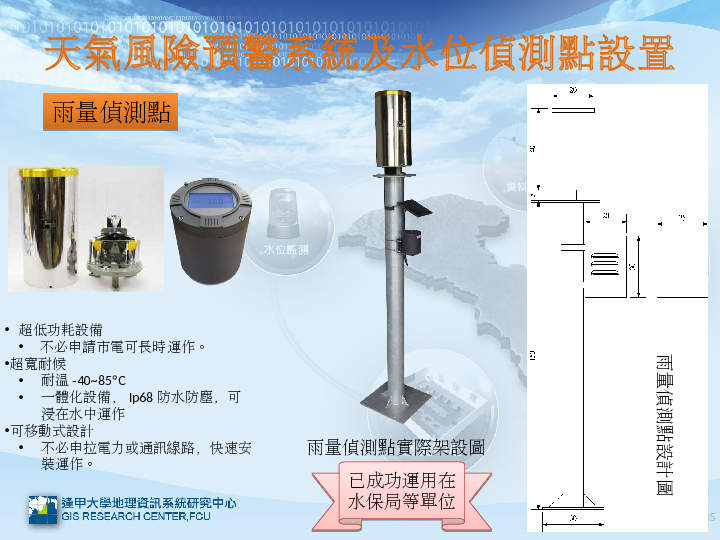 天氣風險預警系統及水位偵測點設置
雨量偵測點
資料
水位監測
• 超低功耗設備
• 不必申請市電可長時運作。
•超寬耐候
• 耐溫 -40~85°C
• 一體化設備，Ip68 防水防塵，可
浸在水中運作
•可移動式設計
• 不必申拉電力或通訊線路，快速安
裝運作。
雨量偵測點實際架設圖
已成功運用在
水保局等單位
雨量偵測點設計圖
逢甲大學地理資訊系統研究中心
GIS RESEARCH CENTER,FCU